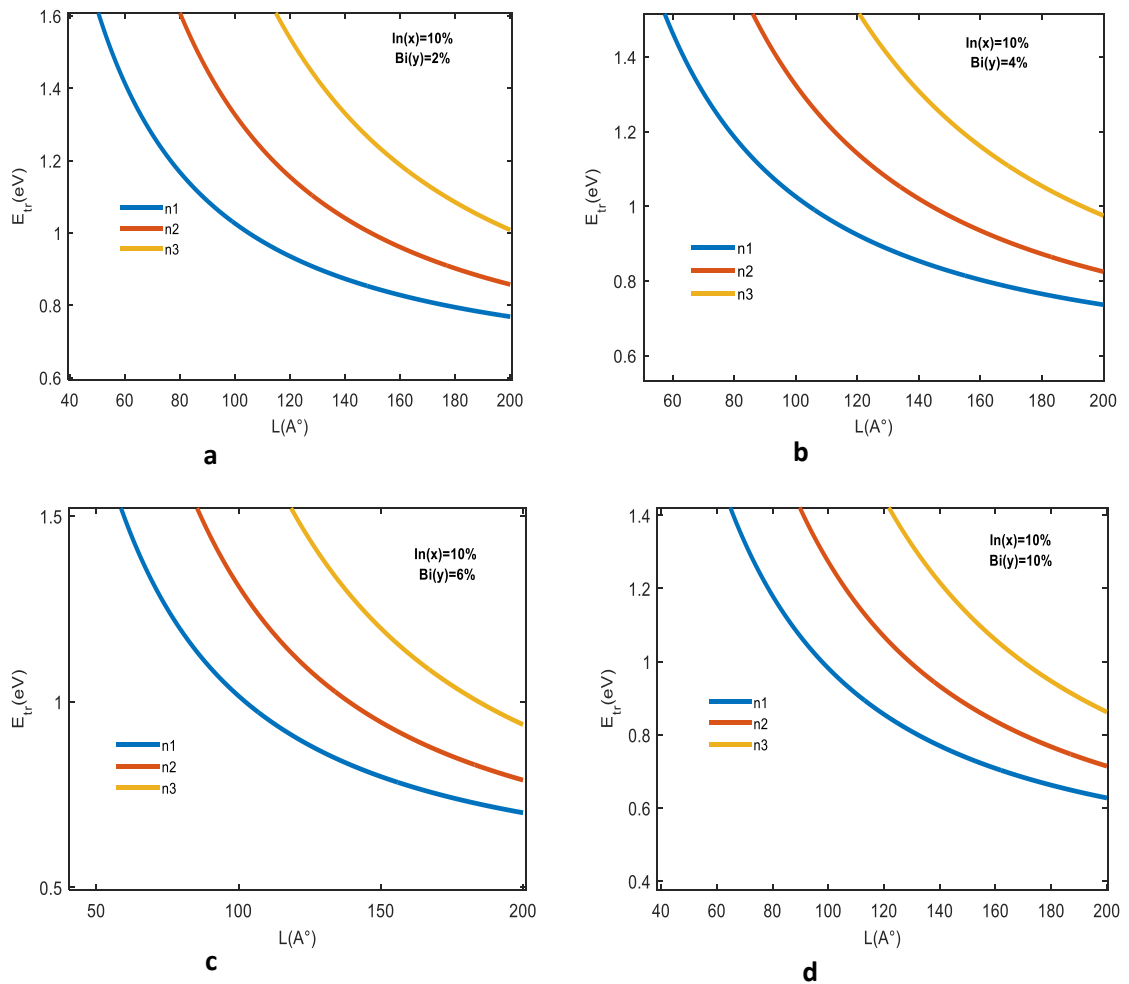 1.6
1.4
1.2
1
0.8
0.6
E_tr(eV)
In(x)=10%
Bi(y)=2%
n1
n2
n3
40 60 80 100 120 140 160 180 200
L(A°)
a
1.4
1.2
1
0.8
0.6
E_tr(eV)
In(x)=10%
Bi(y)=4%
n1
n2
n3
60 80 100 120 140 160 180 200
L(A°)
b
1.5
1
0.5
E_tr(eV)
In(x)=10%
Bi(y)=6%
n1
n2
n3
50 100 150 200
L(A°)
c
1.4
1.2
1
0.8
0.6
0.4
E_tr(eV)
In(x)=10%
Bi(y)=10%
n1
n2
n3
40 60 80 100 120 140 160 180 200
L(A°)
d